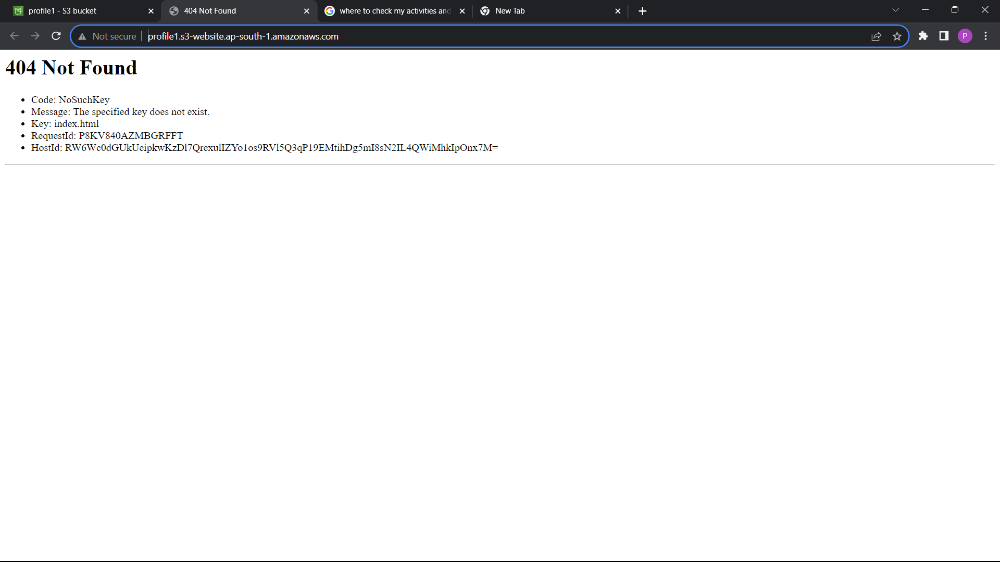 profile1 - S3 bucket
404 Not Found
where to check my activities and
New Tab
Not secure
profile1.s3-website.ap-south-1.amazonaws.com
P
404 Not Found
• Code: NoSuchKey
• Message: The specified key does not exist.
• Key: index.html
• RequestId: P8KV840AZMBGRFFT
• HostId: RW6Wc0dGUkUeipkwKzDl7QrexulIZYo1os9RVl5Q3qP19EMtihDg5mI8sN2IL4QWiMhkIpOnx7M=